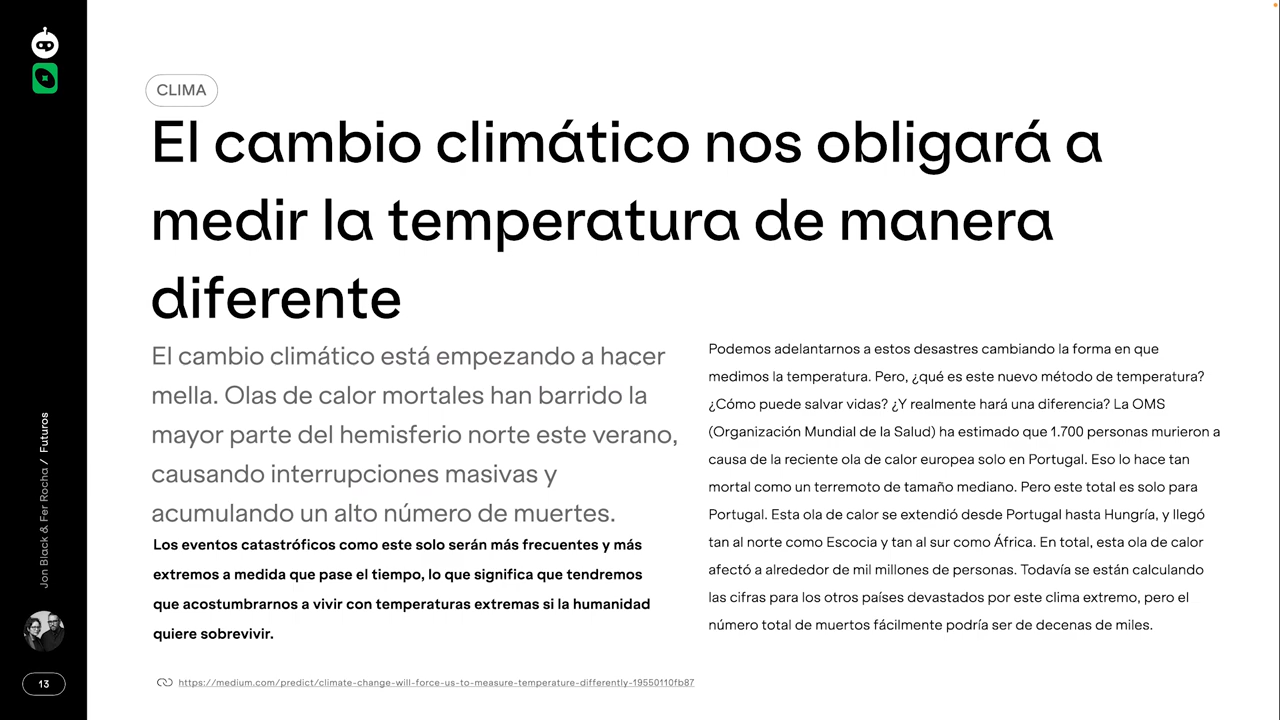 CLIMA
El cambio climático nos obligará a
medir la temperatura de manera
diferente
El cambio climático está empezando a hacer
mella. Olas de calor mortales han barrido la
mayor parte del hemisferio norte este verano,
causando interrupciones masivas y
acumulando un alto número de muertes.
Los eventos catastróficos como este solo serán más frecuentes y más
extremos a medida que pase el tiempo, lo que significa que tendremos
que acostumbrarnos a vivir con temperaturas extremas si la humanidad
quiere sobrevivir.
Podemos adelantarnos a estos desastres cambiando la forma en que
medimos la temperatura. Pero, ¿qué es este nuevo método de temperatura?
¿Cómo puede salvar vidas? ¿Y realmente hará una diferencia? La OMS
(Organización Mundial de la Salud) ha estimado que 1.700 personas murieron a
causa de la reciente ola de calor europea solo en Portugal. Eso lo hace tan
mortal como un terremoto de tamaño mediano. Pero este total es solo para
Portugal. Esta ola de calor se extendió desde Portugal hasta Hungría, y llegó
tan al norte como Escocia y tan al sur como África. En total, esta ola de calor
afectó a alrededor de mil millones de personas. Todavía se están calculando
las cifras para los otros países devastados por este clima extremo, pero el
número total de muertos fácilmente podría ser de decenas de miles.
https://medium.com/predict/climate-change-will-force-us-to-measure-temperature-differently-19550110fb87
Jon Black & Fer Rocha / Futuros
13